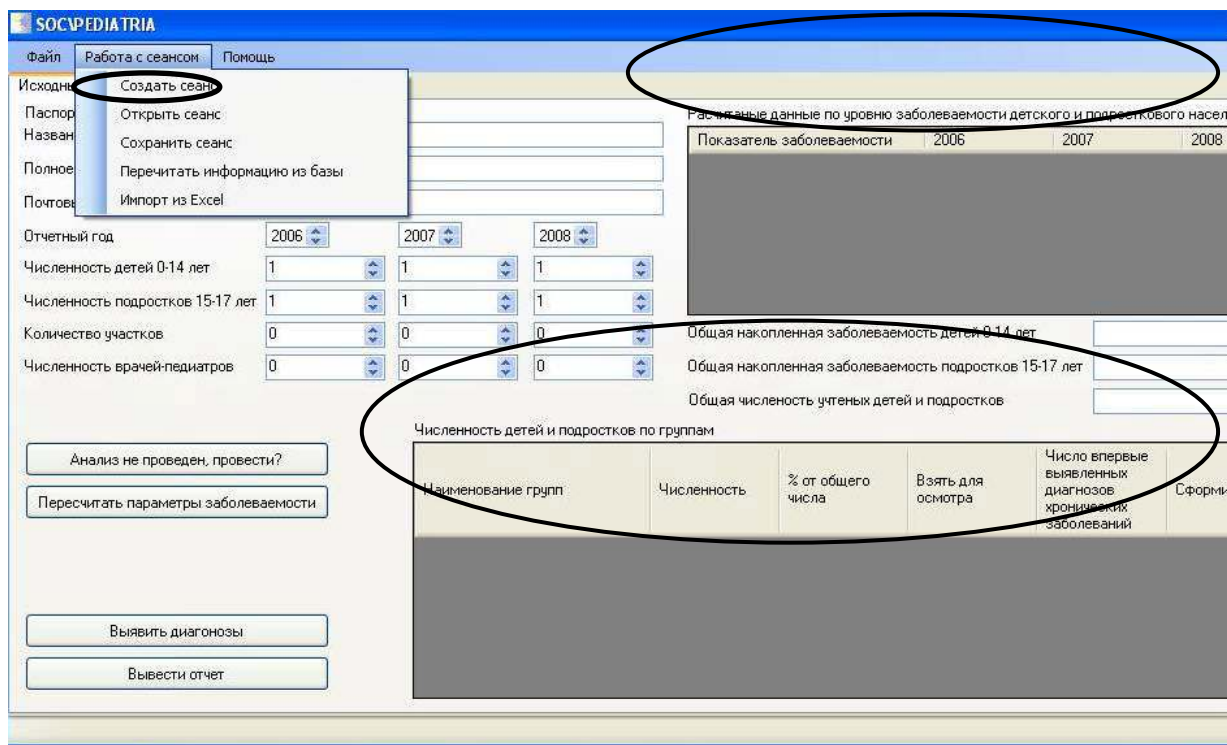 SOC\PEDIATRIA
Файл Работа с сеансом Помощь
Создать сеанс
Открыть сеанс
Сохранить сеанс
Перечитать информацию из базы
Импорт из Excel
Исходны
Паспор
Назван
Полное
Почтовь
Отчетный год 2006 2007 2008
Численность детей 0-14 лет 1 1 1
Численность подростков 15-17 лет 1 1 1
Количество участков 0 0 0
Численность врачей-педиатров 0 0 0
Анализ не проведен, провести?
Пересчитать параметры заболеваемости
Выявить диагонозы
Вывести отчет
Расчитаные данные по уровню заболеваемости детского и подросткового насел
Показатель заболеваемости 2006 2007 2008
Общая накопленная заболеваемость детей 0-14 лет
Общая накопленная заболеваемость подростков 15-17 лет
Общая численость учтеных детей и подростков
Численность детей и подростков по группам
Наименование групп
Численность
% от общего
числа
Взять для
осмотра
Число впервые
выявленных
диагнозов
хронических
заболеваний
Сформи